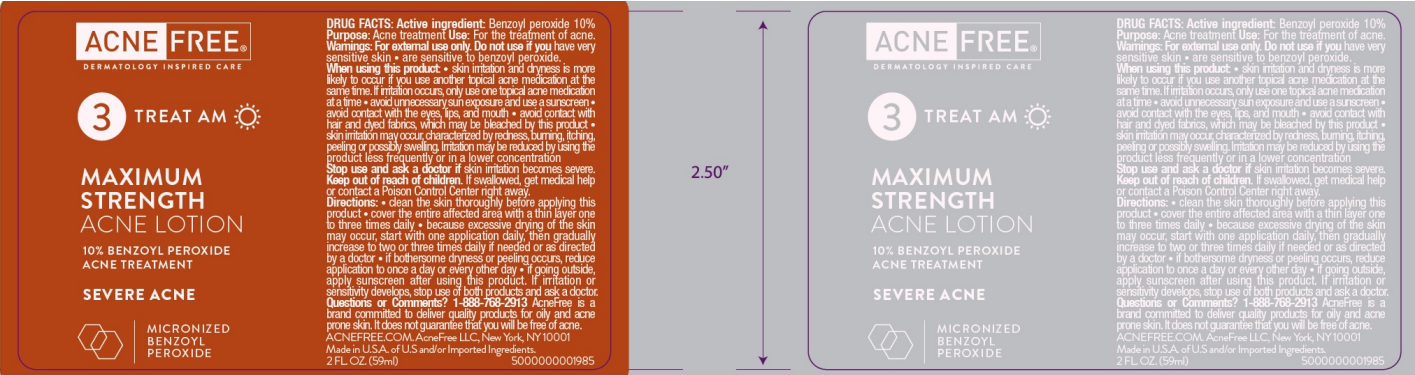 ACNE FREE®
DERMATOLOGY INSPIRED CARE
3 TREAT AM
MAXIMUM
STRENGTH
ACNE LOTION
10% BENZOYL PEROXIDE
ACNE TREATMENT
SEVERE ACNE
MICRONIZED
BENZOYL
PEROXIDE
DRUG FACTS: Active ingredient: Benzoyl peroxide 10%
Purpose: Acne treatment Use: For the treatment of acne.
Warnings: For external use only. Do not use if you have very
sensitive skin • are sensitive to benzoyl peroxide.
When using this product: • skin irritation and dryness is more
likely to occur if you use another topical acne medication at the
same time. If irritation occurs, only use one topical acne medication
at a time • avoid unnecessary sun exposure and use a sunscreen •
avoid contact with the eyes, lips, and mouth • avoid contact with
hair and dyed fabrics, which may be bleached by this product •
skin irritation may occur, characterized by redness, burning, itching,
peeling or possibly swelling. Irritation may be reduced by using the
product less frequently or in a lower concentration
Stop use and ask a doctor if skin irritation becomes severe.
Keep out of reach of children. If swallowed, get medical help
or contact a Poison Control Center right away.
Directions: • clean the skin thoroughly before applying this
product • cover the entire affected area with a thin layer one
to three times daily • because excessive drying of the skin
may occur, start with one application daily, then gradually
increase to two or three times daily if needed or as directed
by a doctor • if bothersome dryness or peeling occurs, reduce
application to once a day or every other day • if going outside,
apply sunscreen after using this product. If irritation or
sensitivity develops, stop use of both products and ask a doctor.
Questions or Comments? 1-888-768-2913 AcneFree is a
brand committed to deliver quality products for oily and acne
prone skin. It does not guarantee that you will be free of acne.
ACNEFREE.COM. AcneFree LLC, New York, NY 10001
Made in U.S.A. of U.S and/or Imported Ingredients.
2 FL. OZ. (59ml) 5000000001985
2.50"
ACNE FREE®
DERMATOLOGY INSPIRED CARE
3 TREAT AM
MAXIMUM
STRENGTH
ACNE LOTION
10% BENZOYL PEROXIDE
ACNE TREATMENT
SEVERE ACNE
MICRONIZED
BENZOYL
PEROXIDE
DRUG FACTS: Active ingredient: Benzoyl peroxide 10%
Purpose: Acne treatment Use: For the treatment of acne.
Warnings: For external use only. Do not use if you have very
sensitive skin • are sensitive to benzoyl peroxide.
When using this product: • skin irritation and dryness is more
likely to occur if you use another topical acne medication at the
same time. If irritation occurs, only use one topical acne medication
at a time • avoid unnecessary sun exposure and use a sunscreen •
avoid contact with the eyes, lips, and mouth • avoid contact with
hair and dyed fabrics, which may be bleached by this product •
skin irritation may occur, characterized by redness, burning, itching,
peeling or possibly swelling. Irritation may be reduced by using the
product less frequently or in a lower concentration
Stop use and ask a doctor if skin irritation becomes severe.
Keep out of reach of children. If swallowed, get medical help
or contact a Poison Control Center right away.
Directions: • clean the skin thoroughly before applying this
product • cover the entire affected area with a thin layer one
to three times daily • because excessive drying of the skin
may occur, start with one application daily, then gradually
increase to two or three times daily if needed or as directed
by a doctor • if bothersome dryness or peeling occurs, reduce
application to once a day or every other day • if going outside,
apply sunscreen after using this product. If irritation or
sensitivity develops, stop use of both products and ask a doctor.
Questions or Comments? 1-888-768-2913 AcneFree is a
brand committed to deliver quality products for oily and acne
prone skin. It does not guarantee that you will be free of acne.
ACNEFREE.COM. AcneFree LLC, New York, NY 10001
Made in U.S.A. of U.S and/or Imported Ingredients.
2 FL. OZ. (59ml) 5000000001985